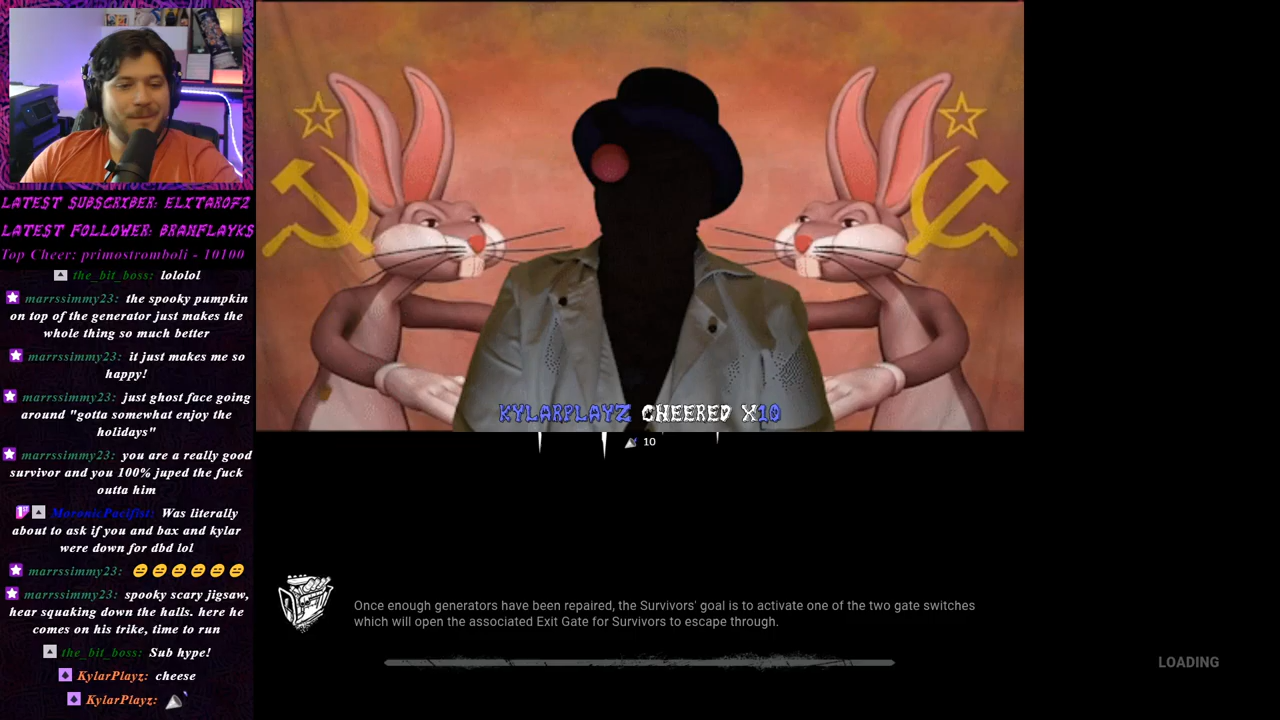 LATEST SUBSCRIBER: ELITAROFZ
LATEST FOLLOWER: BRANFLAYKS
Top Cheer: primostromboli - 10100
the_bit_boss: lololol
marrssimmy23: the spooky pumpkin
on top of the generator just makes the
whole thing so much better
marrssimmy23: it just makes me so
happy!
marrssimmy23: just ghost face going
around "gotta somewhat enjoy the
holidays"
marrssimmy23: you are a really good
survivor and you 100% juped the fuck
outta him
MoronicPacifist: Was literally
about to ask if you and bax and kylar
were down for dbd lol
marrssimmy23: 😑 😑 😑 😑 😑 😑
marrssimmy23: spooky scary jigsaw,
hear squaking down the halls. here he
comes on his trike, time to run
the_bit_boss: Sub hype!
KylarPlayz: cheese
KylarPlayz:
KYLARPLAYZ CHEERED X10
10
Once enough generators have been repaired, the Survivors' goal is to activate one of the two gate switches
which will open the associated Exit Gate for Survivors to escape through.
LOADING